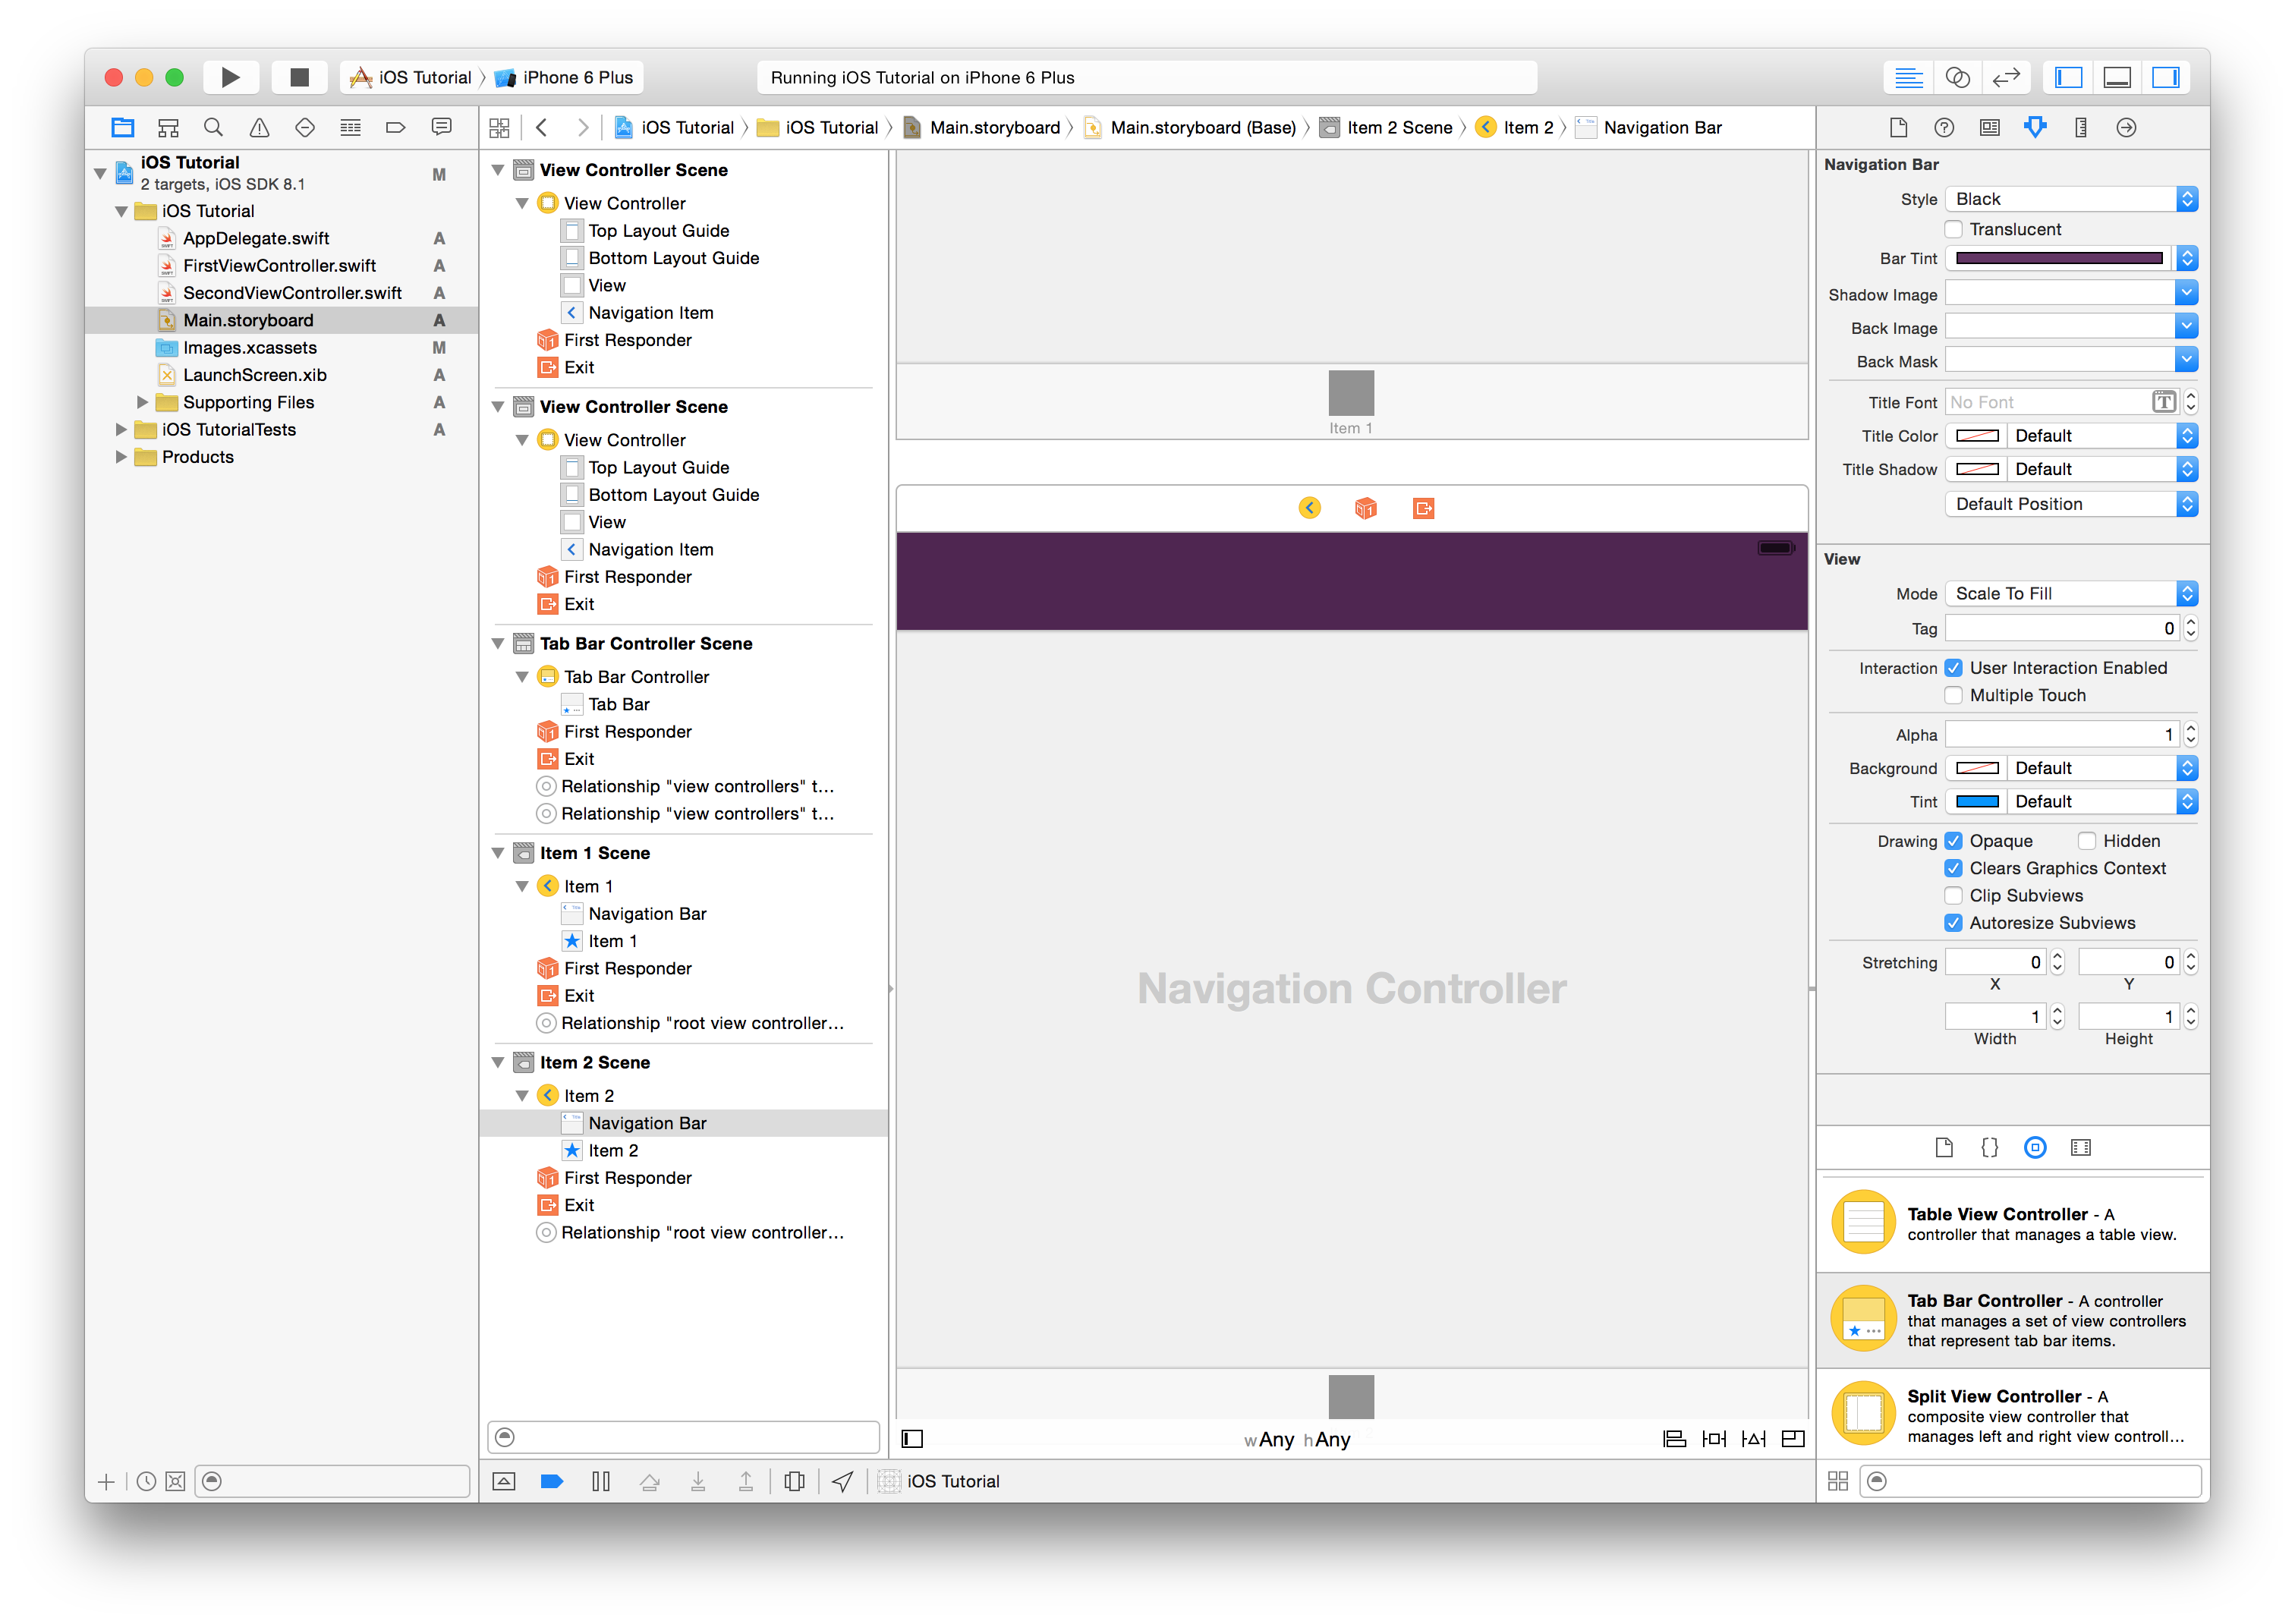 iOS Tutorial
iPhone 6 Plus
Running iOS Tutorial on iPhone 6 Plus
iOS Tutorial
iOS Tutorial
Main.storyboard
Main.storyboard (Base)
Item 2 Scene
Item 2
Navigation Bar
iOS Tutorial
2 targets, iOS SDK 8.1
M
iOS Tutorial
AppDelegate.swift A
FirstViewController.swift A
SecondViewController.swift A
Main.storyboard A
Images.xcassets M
LaunchScreen.xib A
Supporting Files A
iOS TutorialTests A
Products
View Controller Scene
View Controller
Top Layout Guide
Bottom Layout Guide
View
Navigation Item
First Responder
Exit
View Controller Scene
View Controller
Top Layout Guide
Bottom Layout Guide
View
Navigation Item
First Responder
Exit
Tab Bar Controller Scene
Tab Bar Controller
Tab Bar
First Responder
Exit
Relationship "view controllers" t...
Relationship "view controllers" t...
Item 1 Scene
Item 1
Navigation Bar
Item 1
First Responder
Exit
Relationship "root view controller...
Item 2 Scene
Item 2
Navigation Bar
Item 2
First Responder
Exit
Relationship "root view controller...
Item 1
Navigation Controller
wAny hAny
iOS Tutorial
Navigation Bar
Style Black
Translucent
Bar Tint
Shadow Image
Back Image
Back Mask
Title Font No Font
Title Color Default
Title Shadow Default
Default Position
View
Mode Scale To Fill
Tag 0
Interaction User Interaction Enabled
Multiple Touch
Alpha 1
Background Default
Tint Default
Drawing Opaque Hidden
Clears Graphics Context
Clip Subviews
Autoresize Subviews
Stretching 0 0
X Y
1 1
Width Height
Table View Controller - A
controller that manages a table view.
Tab Bar Controller - A controller
that manages a set of view controllers
that represent tab bar items.
Split View Controller - A
composite view controller that
manages left and right view controll...